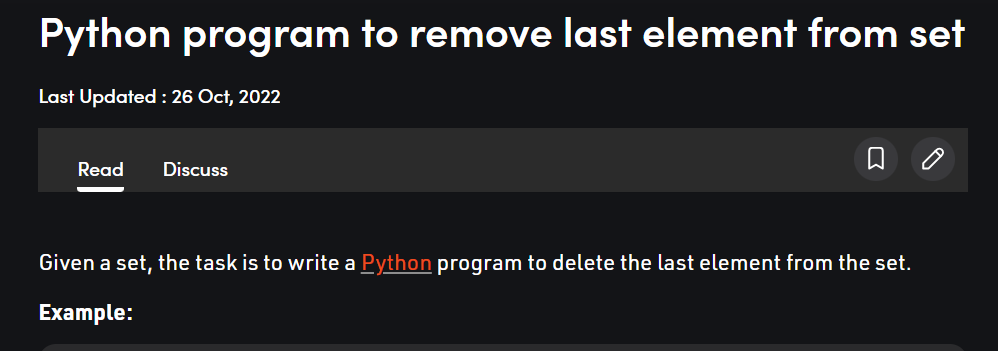 Python program to remove last element from set
Last Updated : 26 Oct, 2022
Read Discuss
Given a set, the task is to write a Python program to delete the last element from the set.
Example: